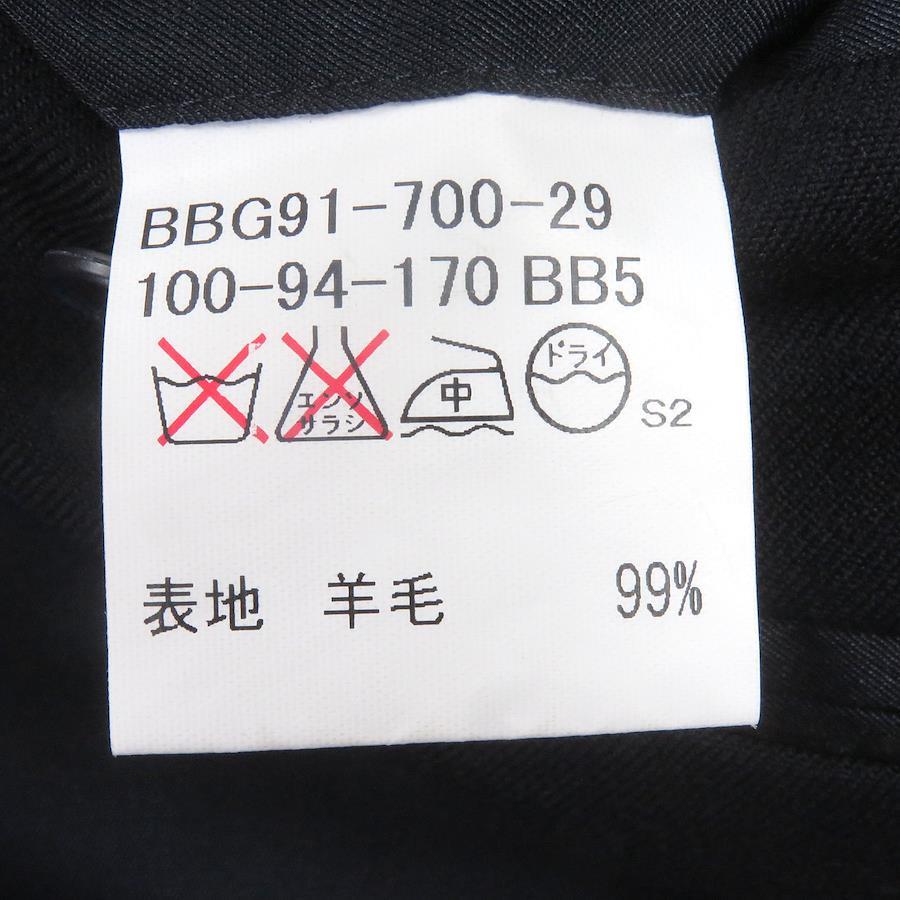 BBG91-700-29
100-94-170 BB5
エンソ
サラシ
中
ドライ
S2
表地 羊毛 99%